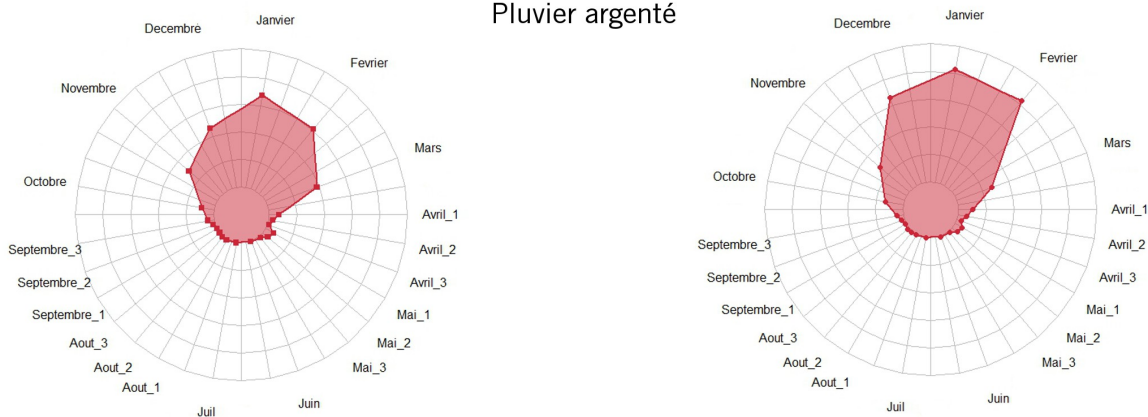 Pluvier argenté
Janvier
Fevrier
Mars
Avril_1
Avril_2
Avril_3
Mai_1
Mai_2
Mai_3
Juin
Juil
Aout_1
Aout_2
Aout_3
Septembre_1
Septembre_2
Septembre_3
Octobre
Novembre
Decembre
Janvier
Fevrier
Mars
Avril_1
Avril_2
Avril_3
Mai_1
Mai_2
Mai_3
Juin
Juil
Aout_1
Aout_2
Aout_3
Septembre_1
Septembre_2
Septembre_3
Octobre
Novembre
Decembre